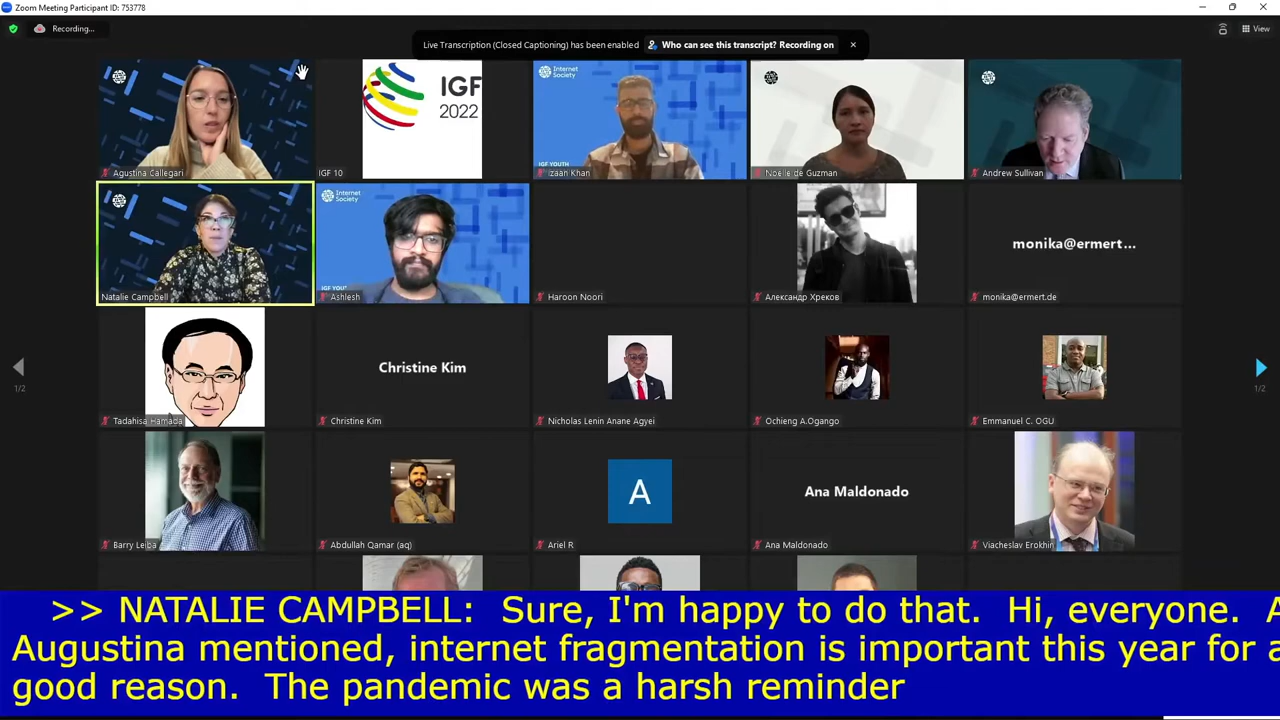 Zoom Meeting Participant ID: 753778
Recording...
Live Transcription (Closed Captioning) has been enabled
Who can see this transcript? Recording on
View
Agustina Callegari
IGF
2022
IGF 10
Internet
Society
IGF YOUTH
Izaan Khan
Noelle de Guzman
Andrew Sullivan
Natalie Campbell
Internet
Society
Ashlesh
Haroon Noori
Александр Хреков
monika@ermert...
monika@ermert.de
1/2
Tadahisa Hamada
Christine Kim
Christine Kim
Nicholas Lenin Anane Agyei
Ochieng A.Ogango
Emmanuel C. OGU
1/2
Barry Leiba
Abdullah Qamar (aq)
A
Ariel R
Ana Maldonado
Ana Maldonado
Viacheslav Erokhin
>> NATALIE CAMPBELL: Sure, I'm happy to do that. Hi, everyone. A
Augustina mentioned, internet fragmentation is important this year for a
good reason. The pandemic was a harsh reminder